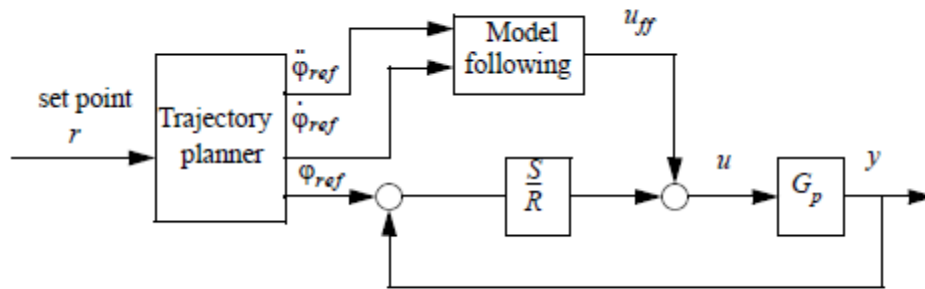 set point
r
Trajectory
planner
φ̈ref
φ̇ref
φref
Model
following
uff
S
R
u
Gp
y